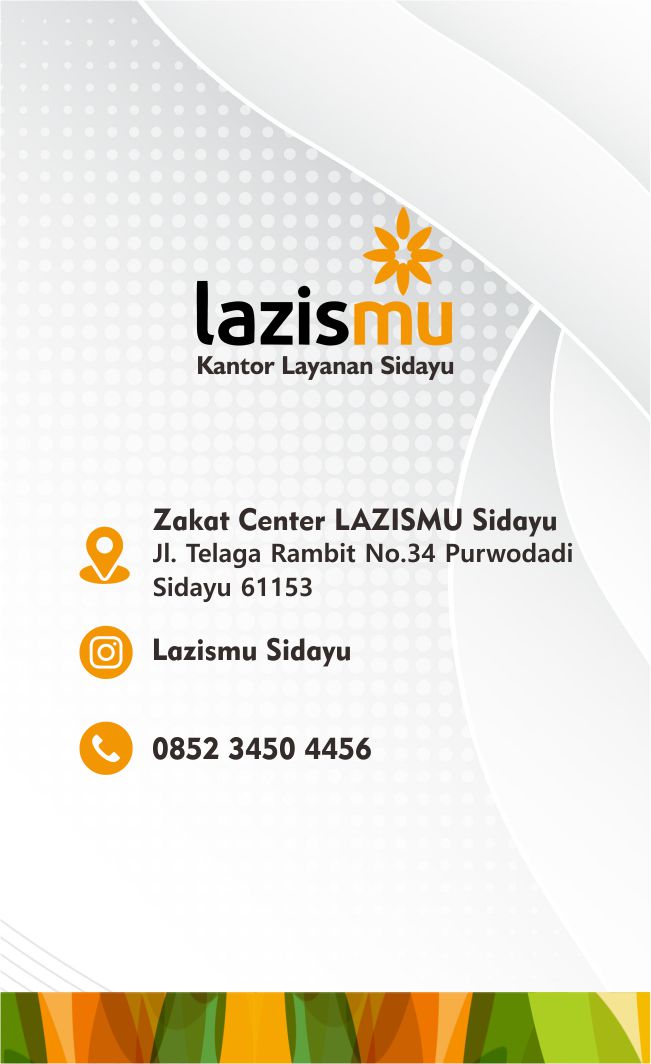 lazismu
Kantor Layanan Sidayu
Zakat Center LAZISMU Sidayu
Jl. Telaga Rambit No.34 Purwodadi
Sidayu 61153
Lazismu Sidayu
0852 3450 4456